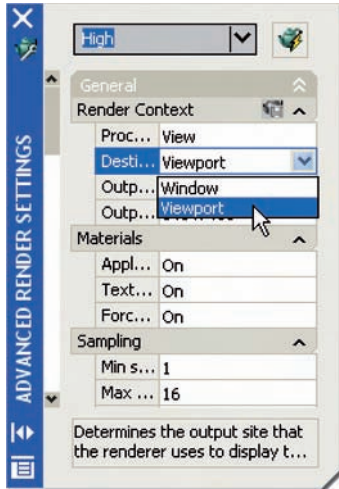 High
General
Render Context
Proc... View
Desti... Viewport
Outp... Window
Outp... Viewport
Materials
Appl... On
Text... On
Forc... On
Sampling
Min s... 1
Max ... 16
Determines the output site that
the renderer uses to display t...
ADVANCED RENDER SETTINGS